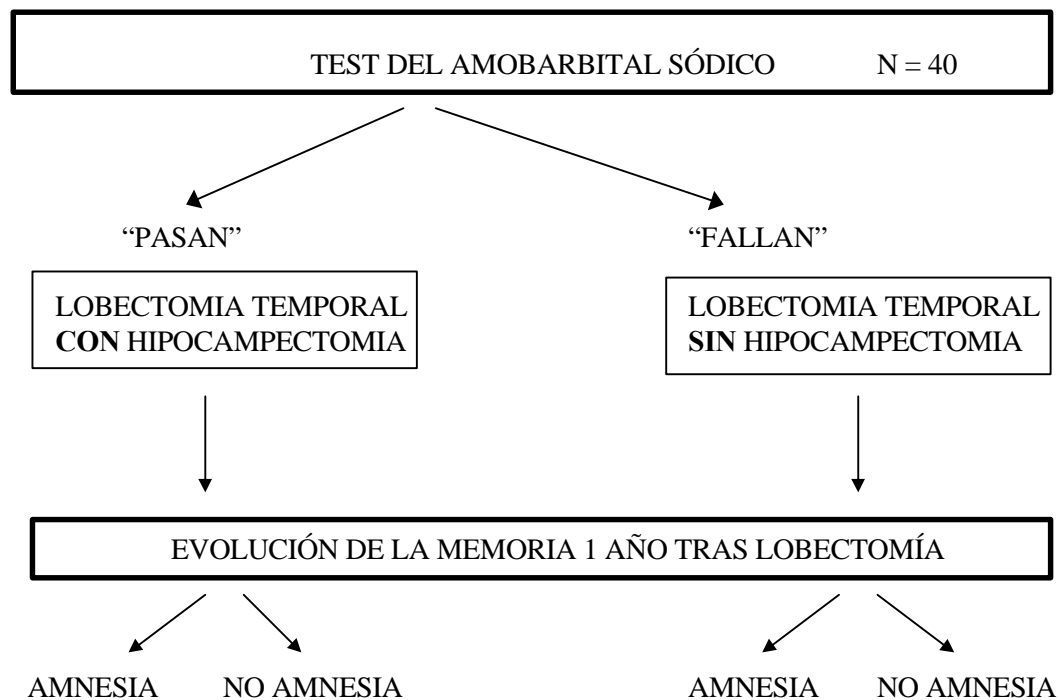 TEST DEL AMOBARBITAL SÓDICO N = 40
“PASAN” “FALLAN”
LOBECTOMIA TEMPORAL
CON HIPOCAMPECTOMIA
LOBECTOMIA TEMPORAL
SIN HIPOCAMPECTOMIA
EVOLUCIÓN DE LA MEMORIA 1 AÑO TRAS LOBECTOMÍA
AMNESIA NO AMNESIA AMNESIA NO AMNESIA